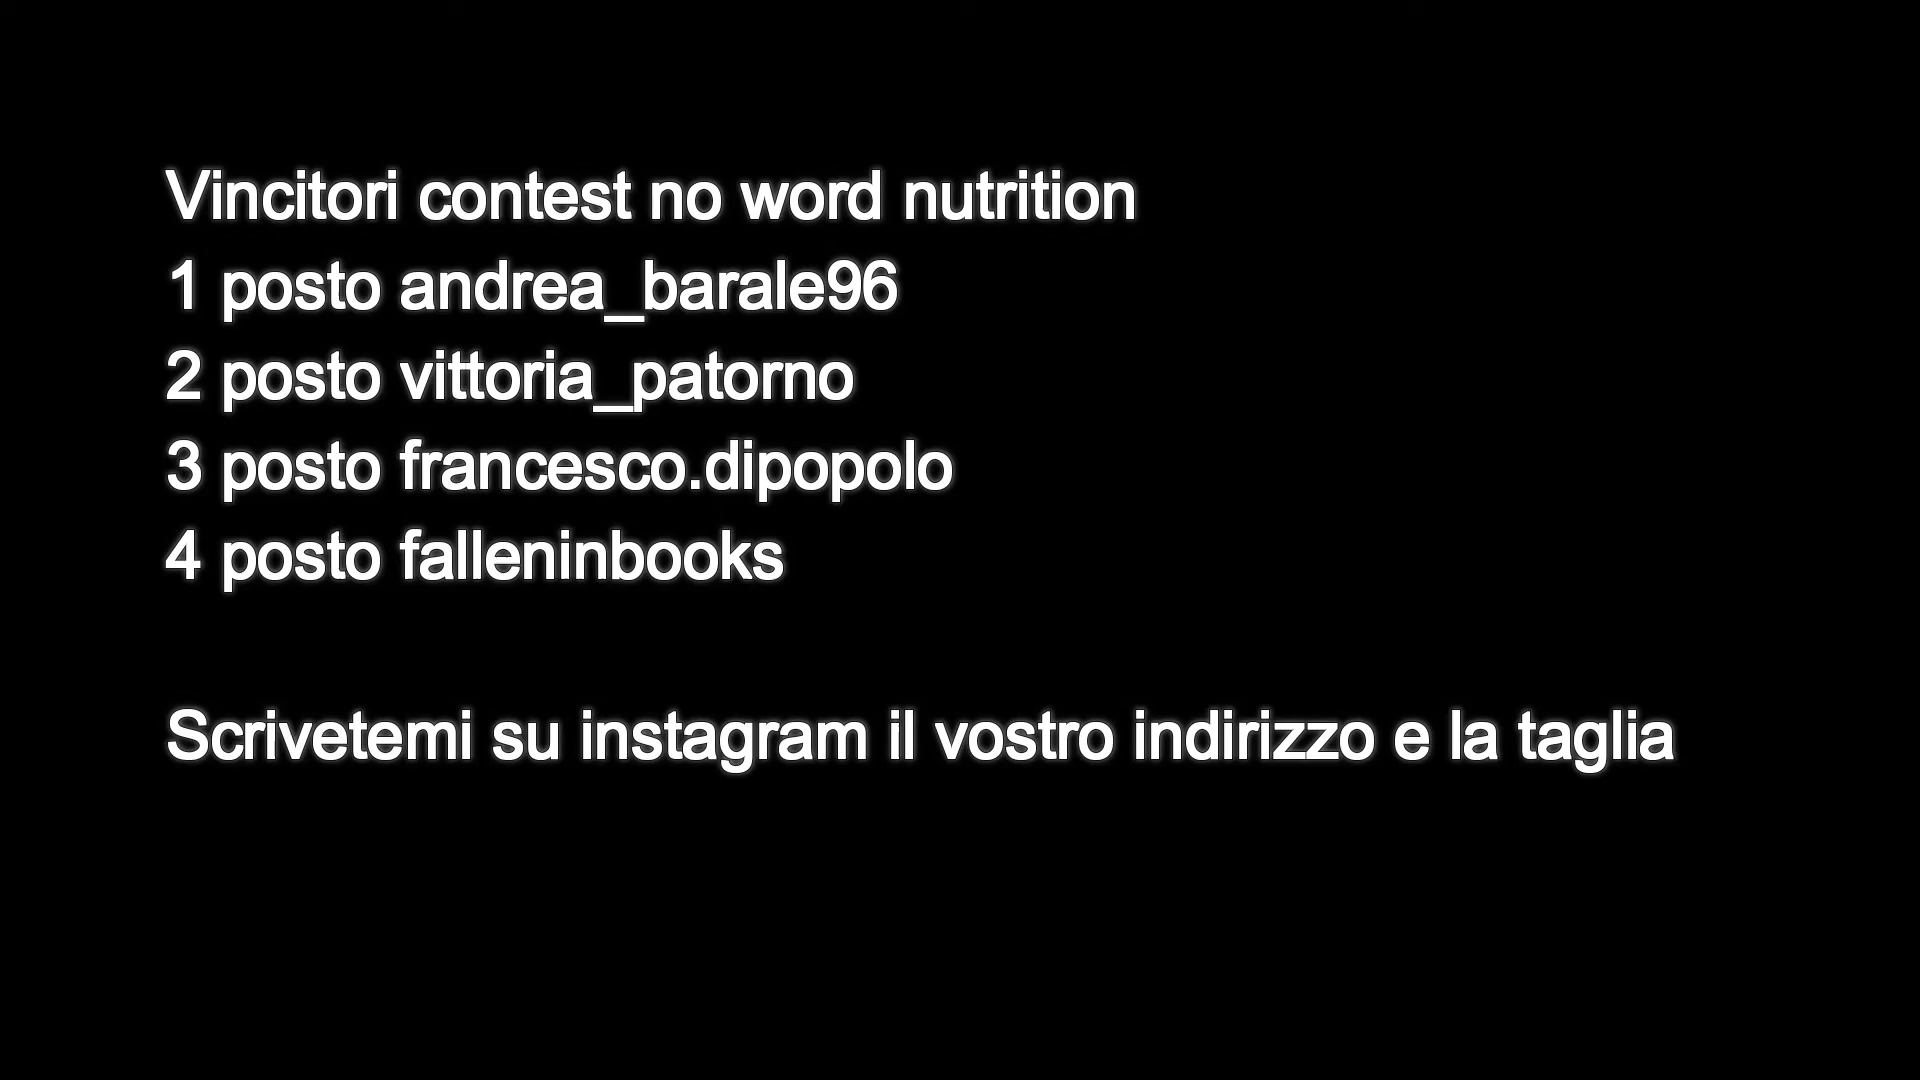 Vincitori contest no word nutrition
1 posto andrea_barale96
2 posto vittoria_patorno
3 posto francesco.dipopolo
4 posto falleninbooks
Scrivetemi su instagram il vostro indirizzo e la taglia